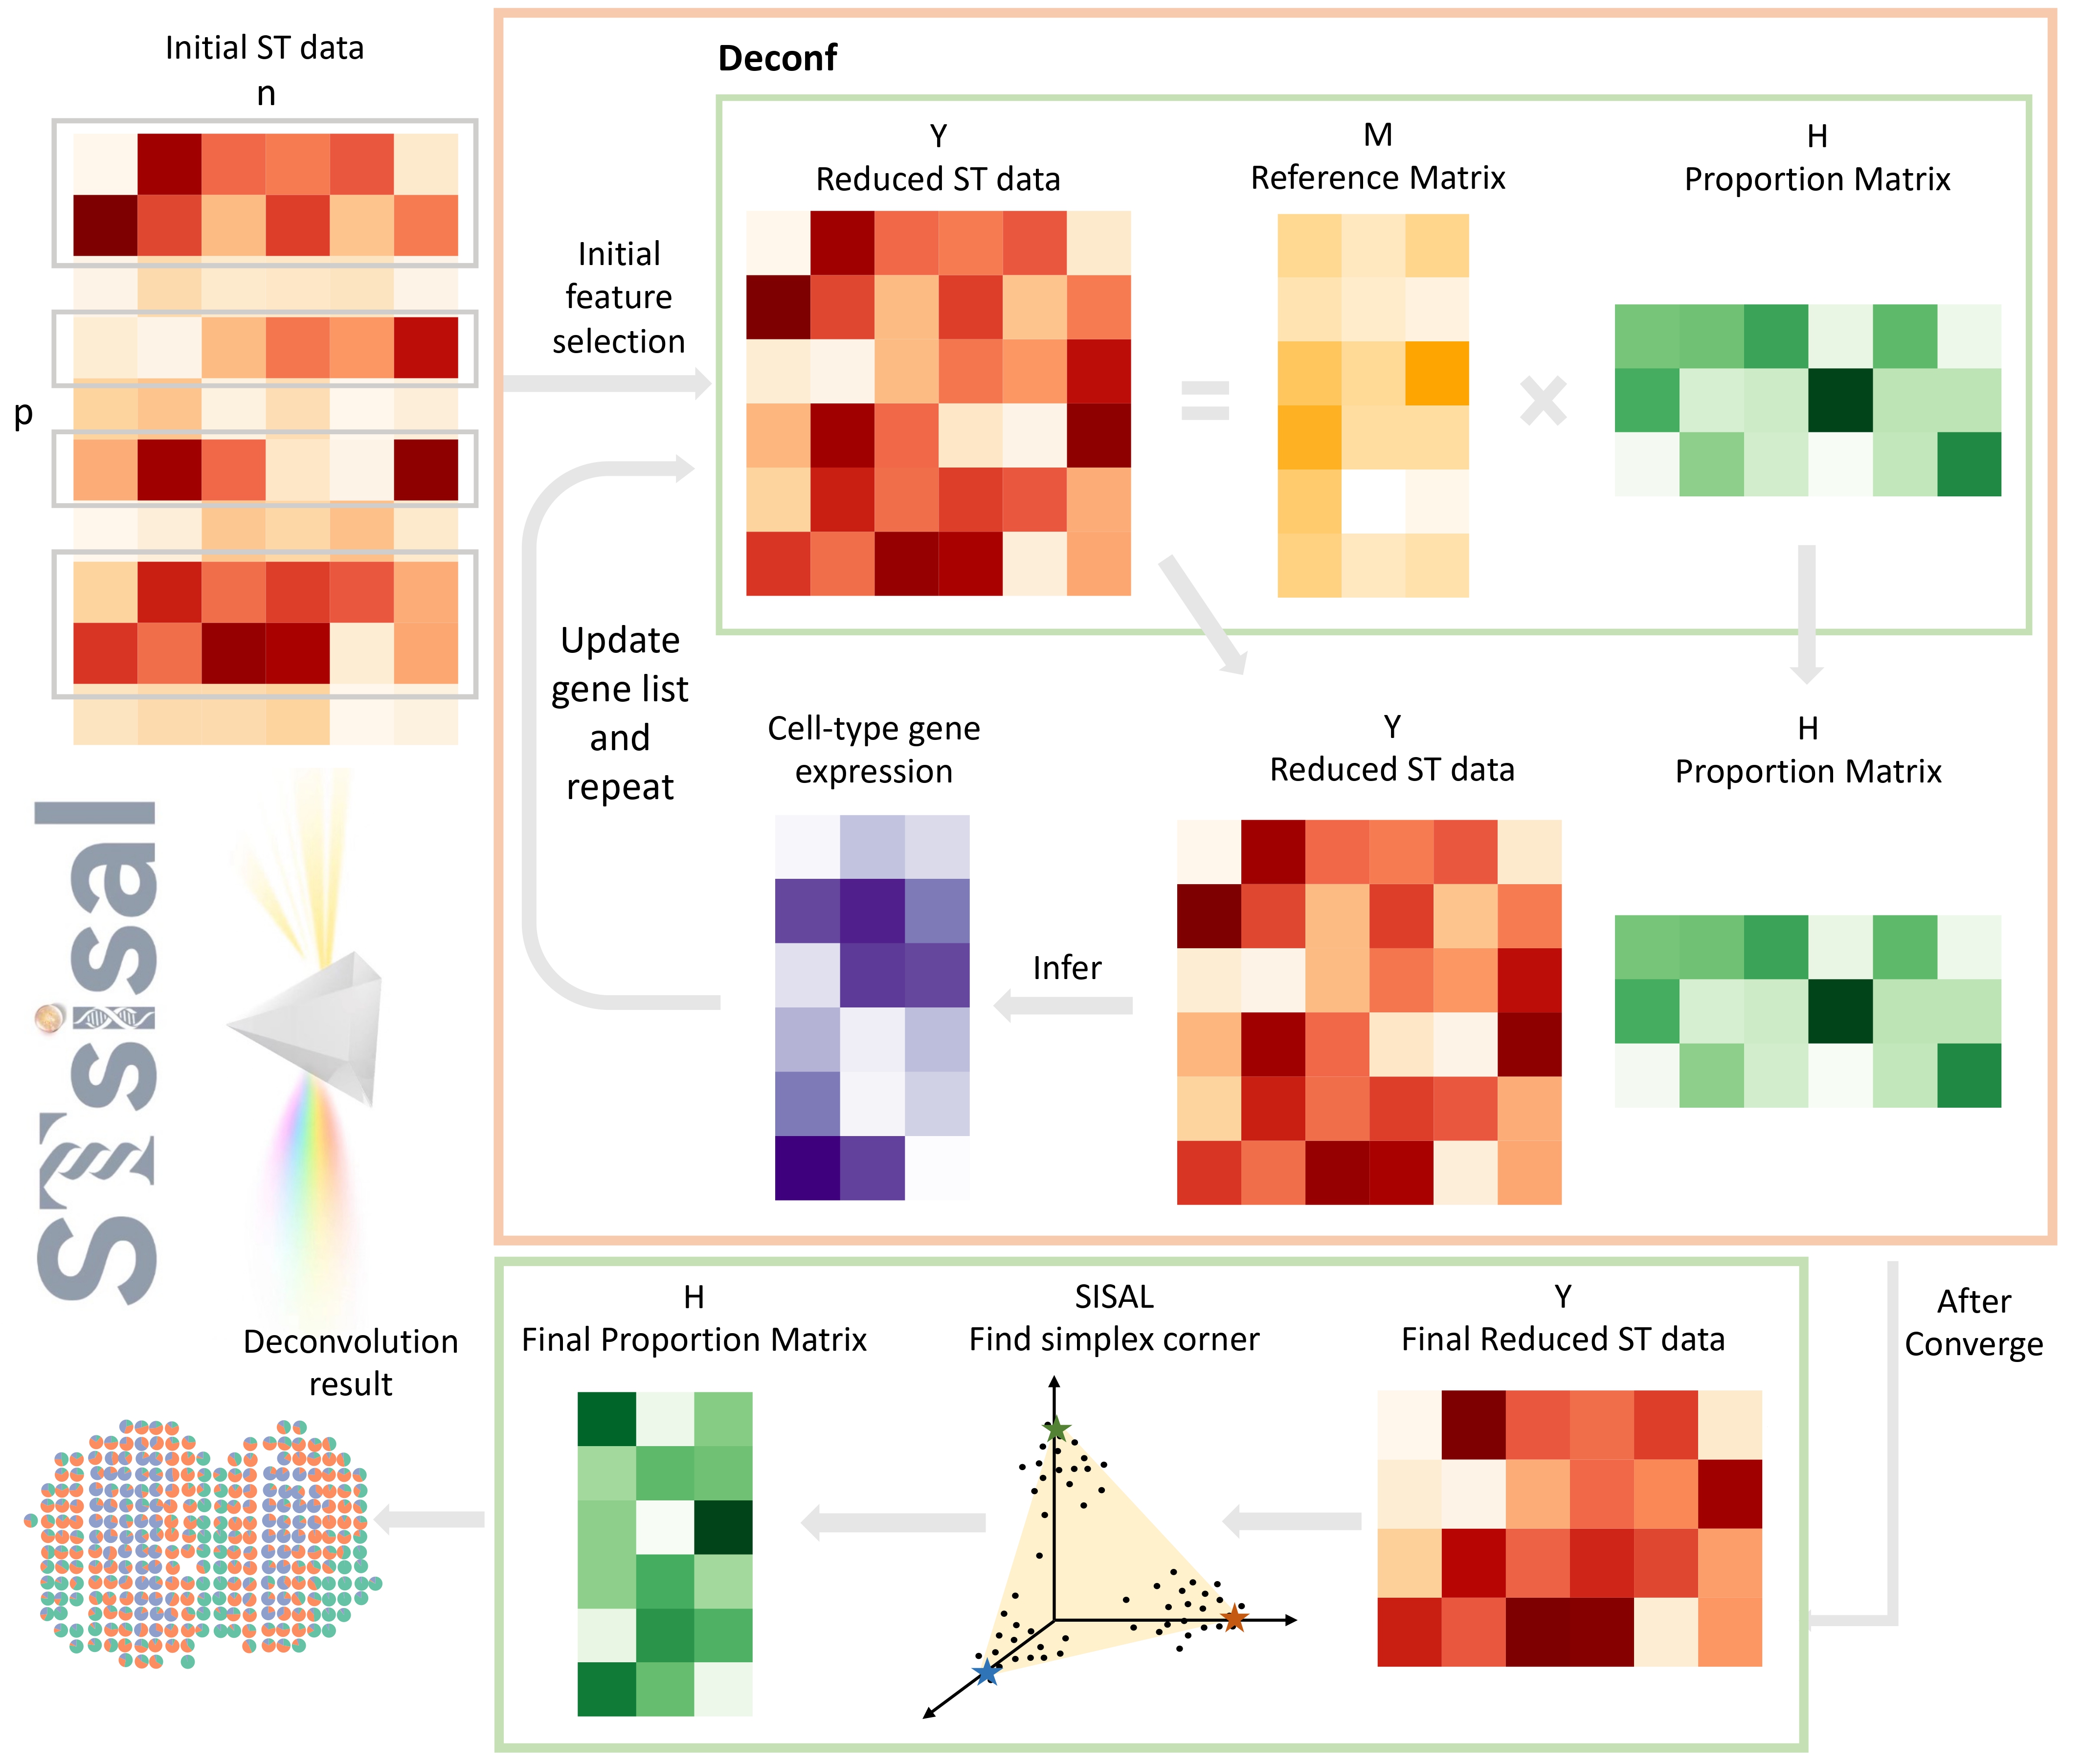 Initial ST data
n
p
Deconf
Initial
feature
selection
Y
Reduced ST data
M
Reference Matrix
H
Proportion Matrix
=
×
Update
gene list
and
repeat
Cell-type gene
expression
Infer
Y
Reduced ST data
H
Proportion Matrix
STsisal
After
Converge
Y
Final Reduced ST data
SISAL
Find simplex corner
H
Final Proportion Matrix
Deconvolution
result